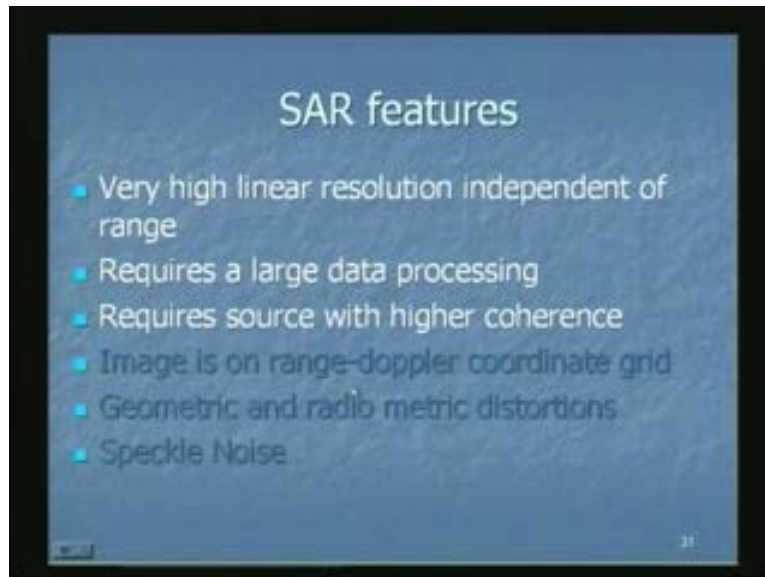 SAR features
Very high linear resolution independent of
range
Requires a large data processing
Requires source with higher coherence
Image is on range-doppler coordinate grid
Geometric and radio metric distortions
Speckle Noise
31